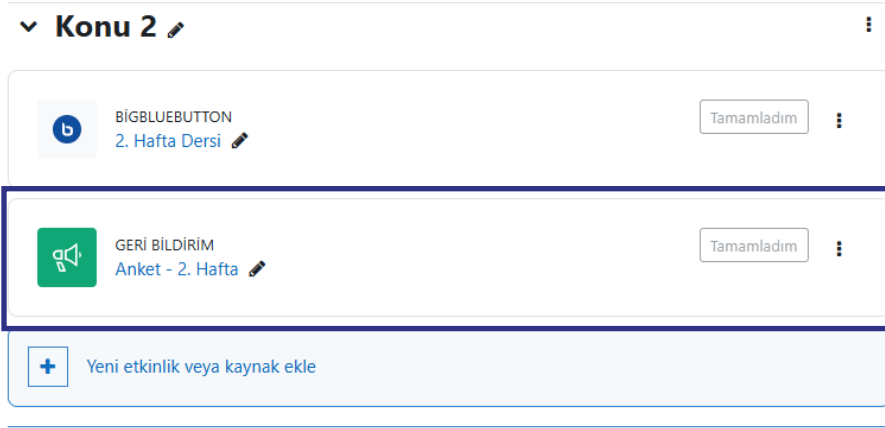 Konu 2
BİGBLUEBUTTON
2. Hafta Dersi
Tamamladım
GERİ BİLDİRİM
Anket - 2. Hafta
Tamamladım
Yeni etkinlik veya kaynak ekle